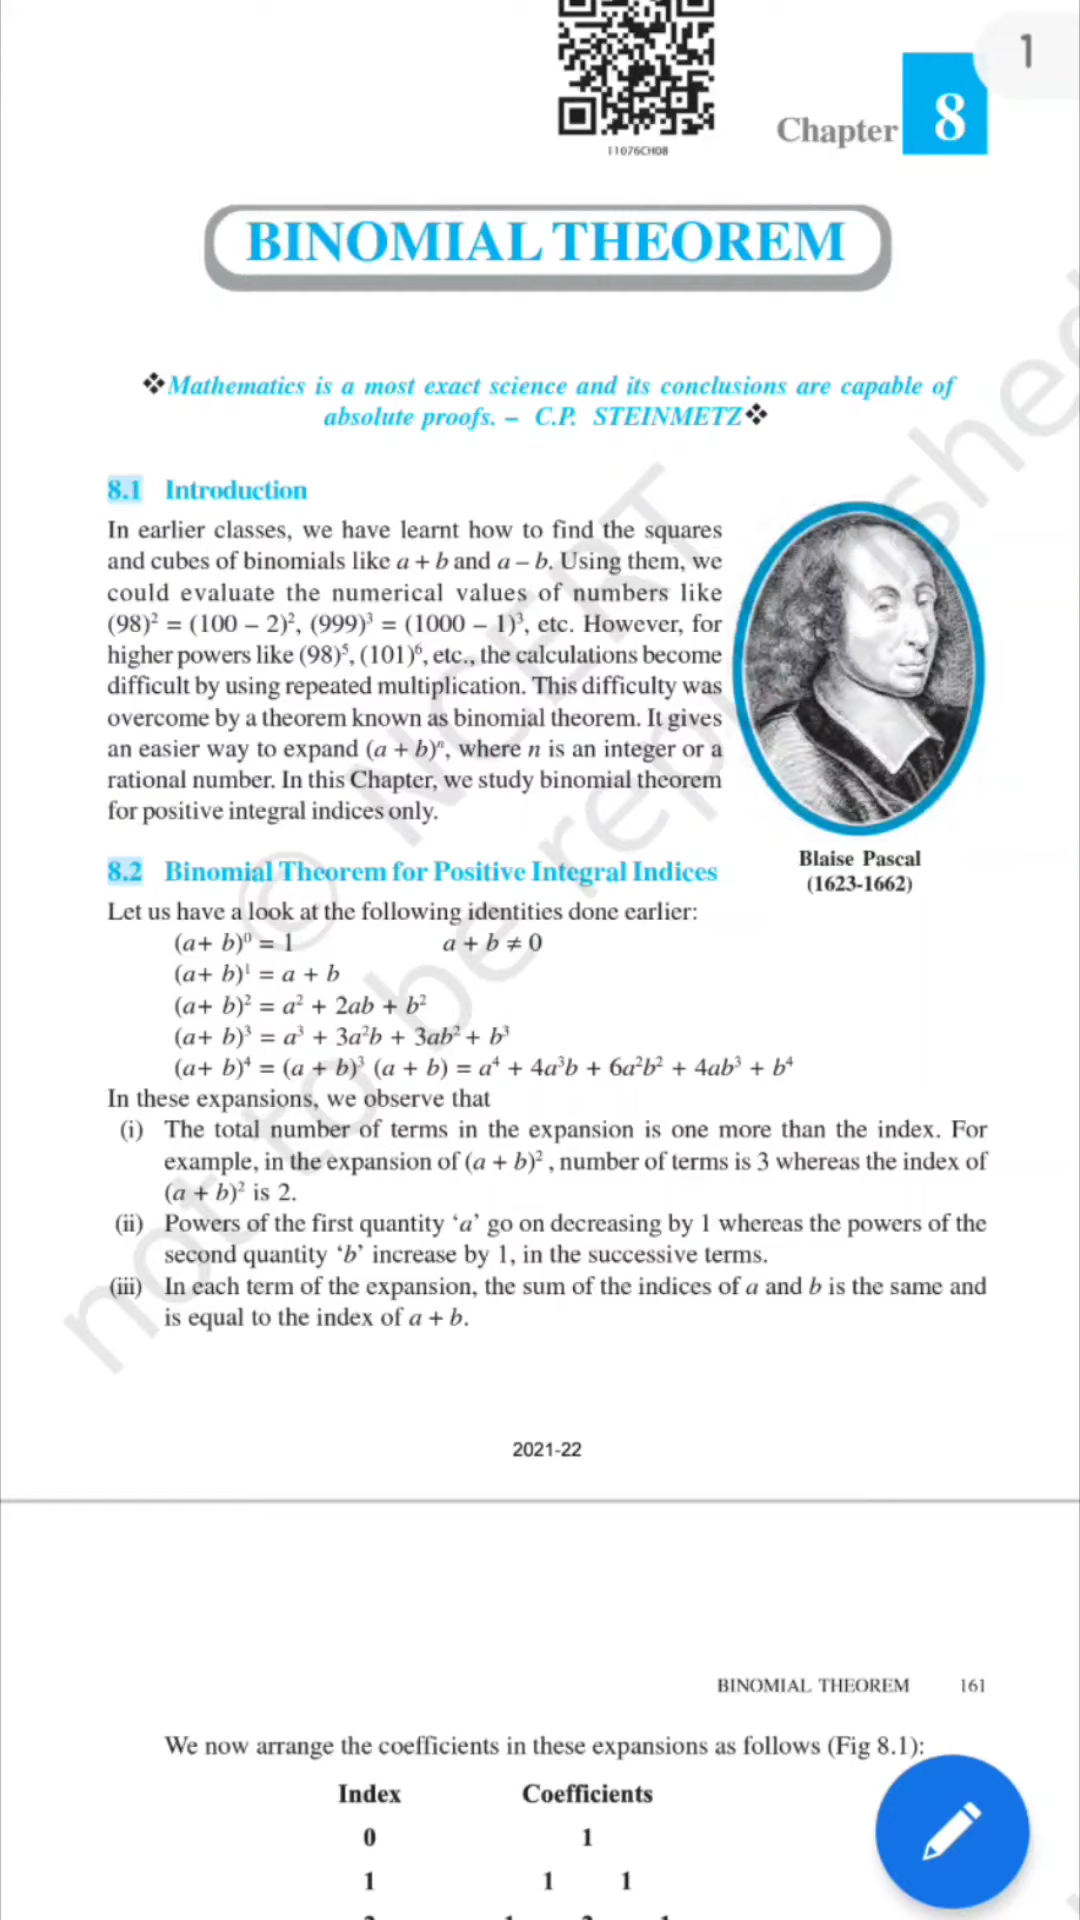 1
11076CH08
Chapter 8
BINOMIAL THEOREM
❖Mathematics is a most exact science and its conclusions are capable of
absolute proofs. – C.P. STEINMETZ❖
8.1 Introduction
In earlier classes, we have learnt how to find the squares
and cubes of binomials like a + b and a – b. Using them, we
could evaluate the numerical values of numbers like
(98)² = (100 – 2)², (999)³ = (1000 – 1)³, etc. However, for
higher powers like (98)⁵, (101)⁶, etc., the calculations become
difficult by using repeated multiplication. This difficulty was
overcome by a theorem known as binomial theorem. It gives
an easier way to expand (a + b)ⁿ, where n is an integer or a
rational number. In this Chapter, we study binomial theorem
for positive integral indices only.
Blaise Pascal
(1623-1662)
8.2 Binomial Theorem for Positive Integral Indices
Let us have a look at the following identities done earlier:
(a+ b)⁰ = 1 a + b ≠ 0
(a+ b)¹ = a + b
(a+ b)² = a² + 2ab + b²
(a+ b)³ = a³ + 3a²b + 3ab² + b³
(a+ b)⁴ = (a + b)³ (a + b) = a⁴ + 4a³b + 6a²b² + 4ab³ + b⁴
In these expansions, we observe that
(i) The total number of terms in the expansion is one more than the index. For
example, in the expansion of (a + b)² , number of terms is 3 whereas the index of
(a + b)² is 2.
(ii) Powers of the first quantity ‘a’ go on decreasing by 1 whereas the powers of the
second quantity ‘b’ increase by 1, in the successive terms.
(iii) In each term of the expansion, the sum of the indices of a and b is the same and
is equal to the index of a + b.
© NCERT
not to be republished
2021-22
BINOMIAL THEOREM 161
We now arrange the coefficients in these expansions as follows (Fig 8.1):
Index Coefficients
0 1
1 1 1